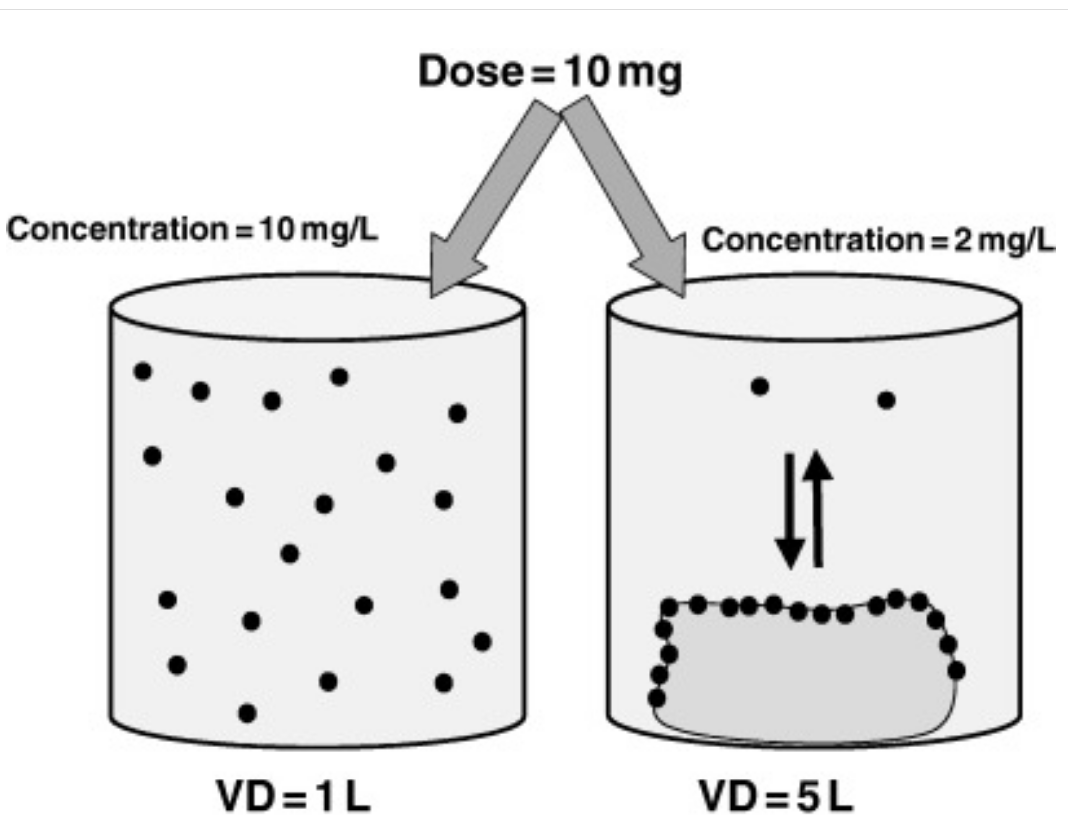 Dose = 10 mg
Concentration = 10 mg/L
Concentration = 2 mg/L
VD = 1 L
VD = 5 L